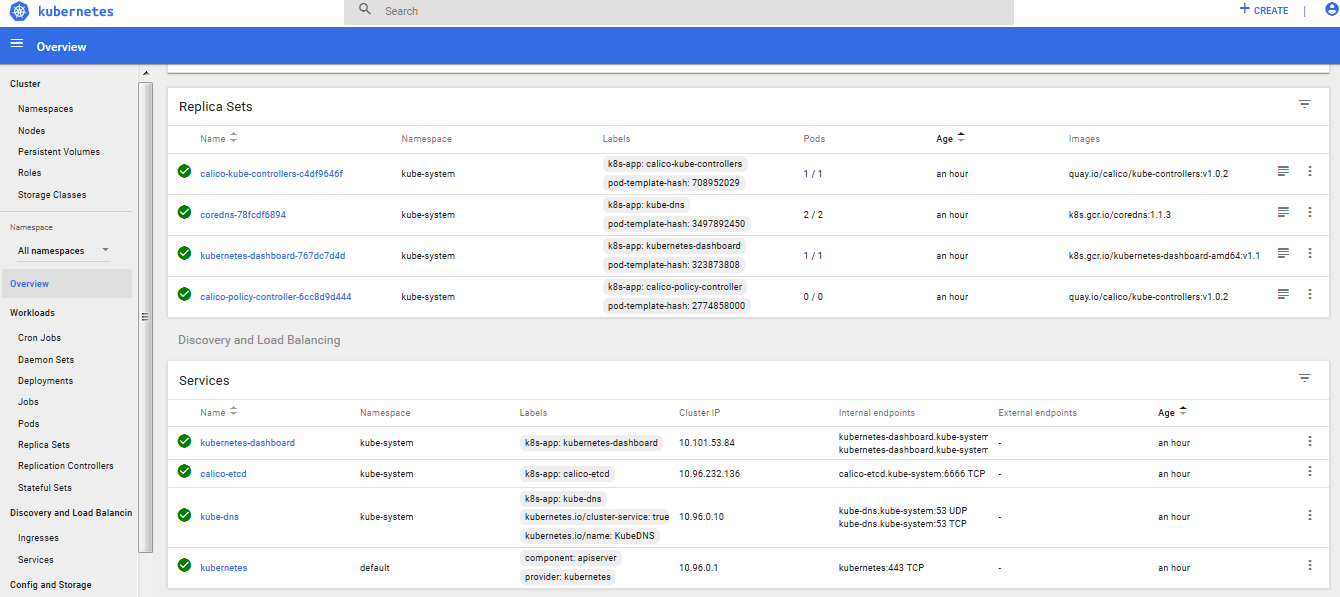 kubernetes
Search
CREATE |
Overview
Cluster
Namespaces
Nodes
Persistent Volumes
Roles
Storage Classes
Namespace
All namespaces
Overview
Workloads
Cron Jobs
Daemon Sets
Deployments
Jobs
Pods
Replica Sets
Replication Controllers
Stateful Sets
Discovery and Load Balancin
Ingresses
Services
Config and Storage
Replica Sets
Name Namespace Labels Pods Age Images
calico-kube-controllers-c4df9646f kube-system k8s-app: calico-kube-controllers pod-template-hash: 708952029 1 / 1 an hour quay.io/calico/kube-controllers:v1.0.2
coredns-78fcdf6894 kube-system k8s-app: kube-dns pod-template-hash: 3497892450 2 / 2 an hour k8s.gcr.io/coredns:1.1.3
kubernetes-dashboard-767dc7d4d kube-system k8s-app: kubernetes-dashboard pod-template-hash: 323873808 1 / 1 an hour k8s.gcr.io/kubernetes-dashboard-amd64:v1.1
calico-policy-controller-6cc8d9d444 kube-system k8s-app: calico-policy-controller pod-template-hash: 2774858000 0 / 0 an hour quay.io/calico/kube-controllers:v1.0.2
Discovery and Load Balancing
Services
Name Namespace Labels Cluster IP Internal endpoints External endpoints Age
kubernetes-dashboard kube-system k8s-app: kubernetes-dashboard 10.101.53.84 kubernetes-dashboard.kube-system kubernetes-dashboard.kube-system - an hour
calico-etcd kube-system k8s-app: calico-etcd 10.96.232.136 calico-etcd.kube-system:6666 TCP - an hour
kube-dns kube-system k8s-app: kube-dns kubernetes.io/cluster-service: true kubernetes.io/name: KubeDNS 10.96.0.10 kube-dns.kube-system:53 UDP kube-dns.kube-system:53 TCP - an hour
kubernetes default component: apiserver provider: kubernetes 10.96.0.1 kubernetes:443 TCP - an hour